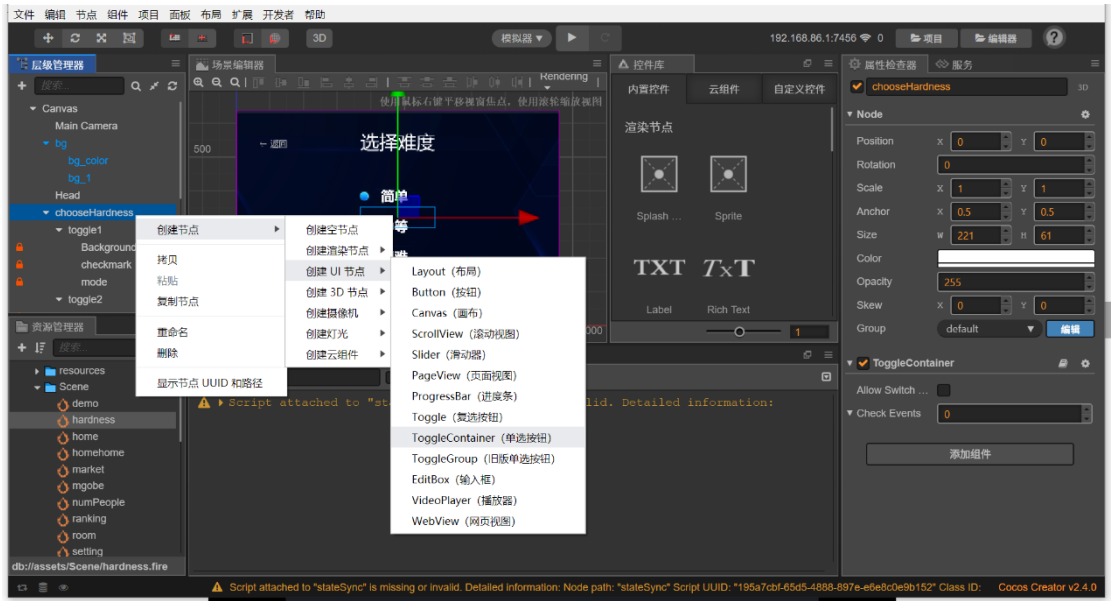 文件 编辑 节点 组件 项目 面板 布局 扩展 开发者 帮助
3D 模拟器 192.168.86.1:7456 0 项目 编辑器 ?
层级管理器
搜索...
Canvas
Main Camera
bg
bg_color
bg_1
Head
chooseHardness
toggle1
Background
checkmark
mode
toggle2
资源管理器
搜索...
resources
Scene
demo
hardness
home
homehome
market
mgobe
numPeople
ranking
room
setting
db://assets/Scene/hardness.fire
场景编辑器
Rendering
使用鼠标右键平移视窗焦点，使用滚轮缩放视图
500
← 返回
选择难度
简单
等
创建节点
拷贝
粘贴
复制节点
重命名
删除
显示节点 UUID 和路径
创建空节点
创建渲染节点
创建 UI 节点
创建 3D 节点
创建摄像机
创建灯光
创建云组件
Layout（布局）
Button（按钮）
Canvas（画布）
ScrollView（滚动视图）
Slider（滑动器）
PageView（页面视图）
ProgressBar（进度条）
Toggle（复选按钮）
ToggleContainer（单选按钮）
ToggleGroup（旧版单选按钮）
EditBox（输入框）
VideoPlayer（播放器）
WebView（网页视图）
Script attached to "st
lid. Detailed information:
控件库
内置控件 云组件 自定义控件
渲染节点
Splash ... Sprite
TXT TxT
Label Rich Text
1
属性检查器 服务
chooseHardness 3D
Node
Position X 0 Y 0
Rotation 0
Scale X 1 Y 1
Anchor X 0.5 Y 0.5
Size W 221 H 61
Color
Opacity 255
Skew X 0 Y 0
Group default 编辑
ToggleContainer
Allow Switch ...
Check Events 0
添加组件
Script attached to "stateSync" is missing or invalid. Detailed information: Node path: "stateSync" Script UUID: "195a7cbf-65d5-4888-897e-e6e8c0e9b152" Class ID: Cocos Creator v2.4.0